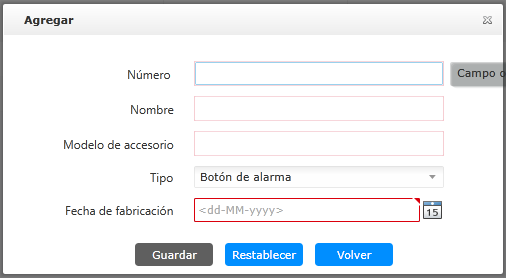 Agregar
Número
Campo
Nombre
Modelo de accesorio
Tipo Botón de alarma
Fecha de fabricación <dd-MM-yyyy> 15
Guardar Restablecer Volver